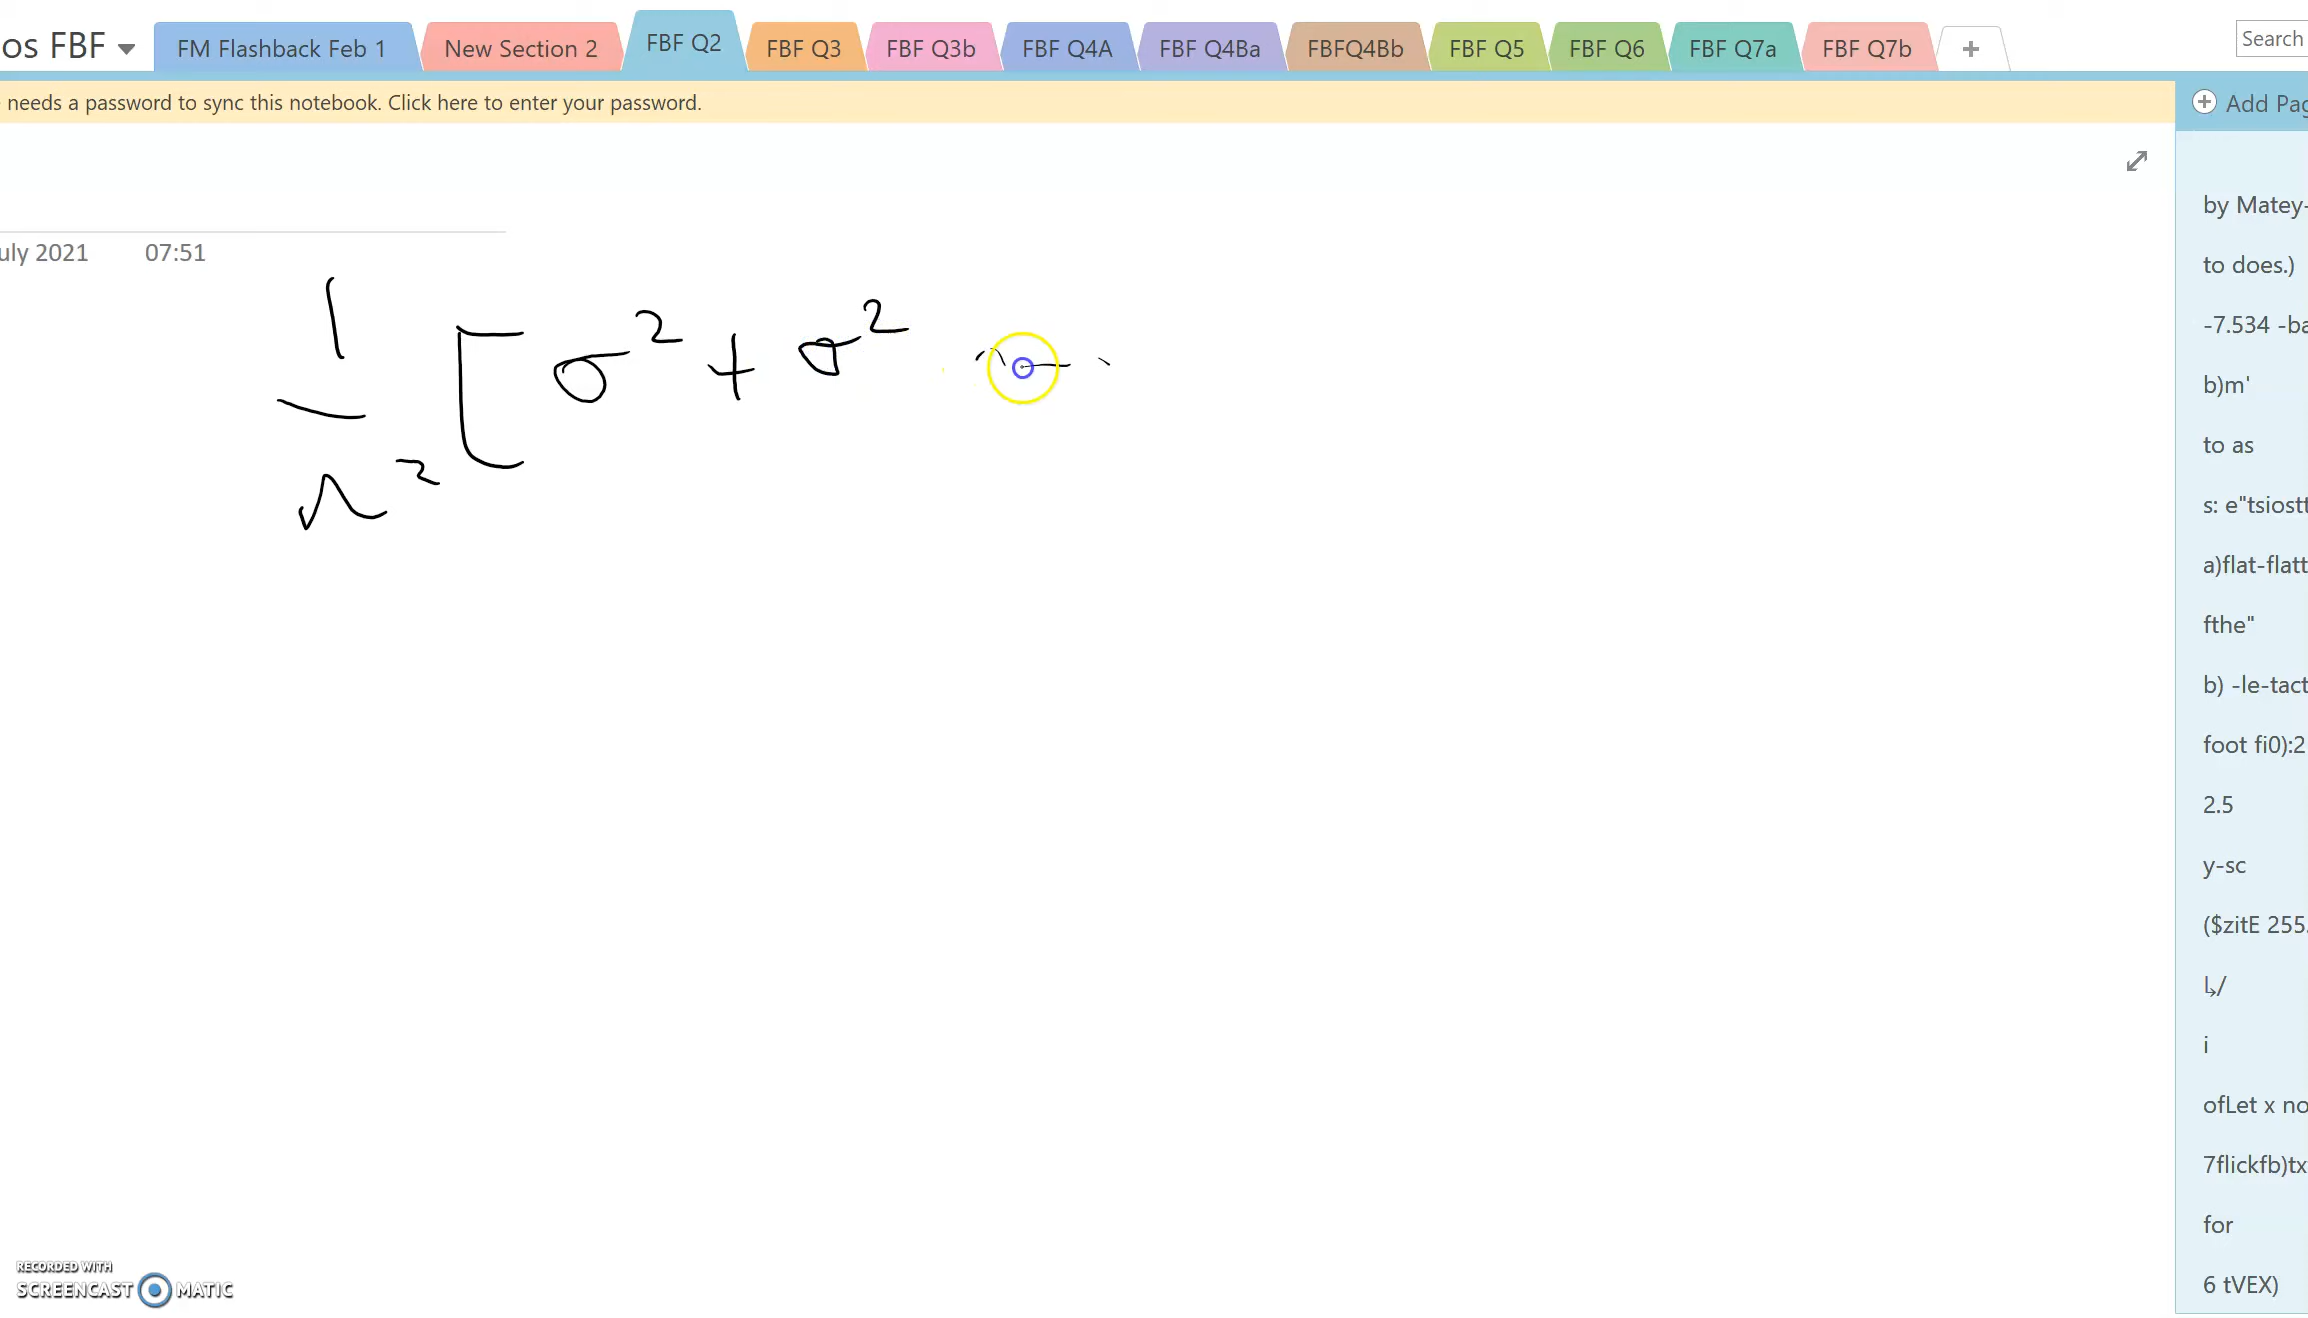 os FBF
FM Flashback Feb 1
New Section 2
FBF Q2
FBF Q3
FBF Q3b
FBF Q4A
FBF Q4Ba
FBFQ4Bb
FBF Q5
FBF Q6
FBF Q7a
FBF Q7b
+
Search
needs a password to sync this notebook. Click here to enter your password.
Add Pag
uly 2021 07:51
1
n² [ σ² + σ²
by Matey-
to does.)
-7.534 -ba
b)m'
to as
s: e"tsiostt
a)flat-flatt
fthe"
b) -le-tact
foot fi0):2
2.5
y-sc
($zitE 255.
↳/
i
ofLet x no
7flickfb)tx
for
6 tVEX)
RECORDED WITH
SCREENCAST MATIC